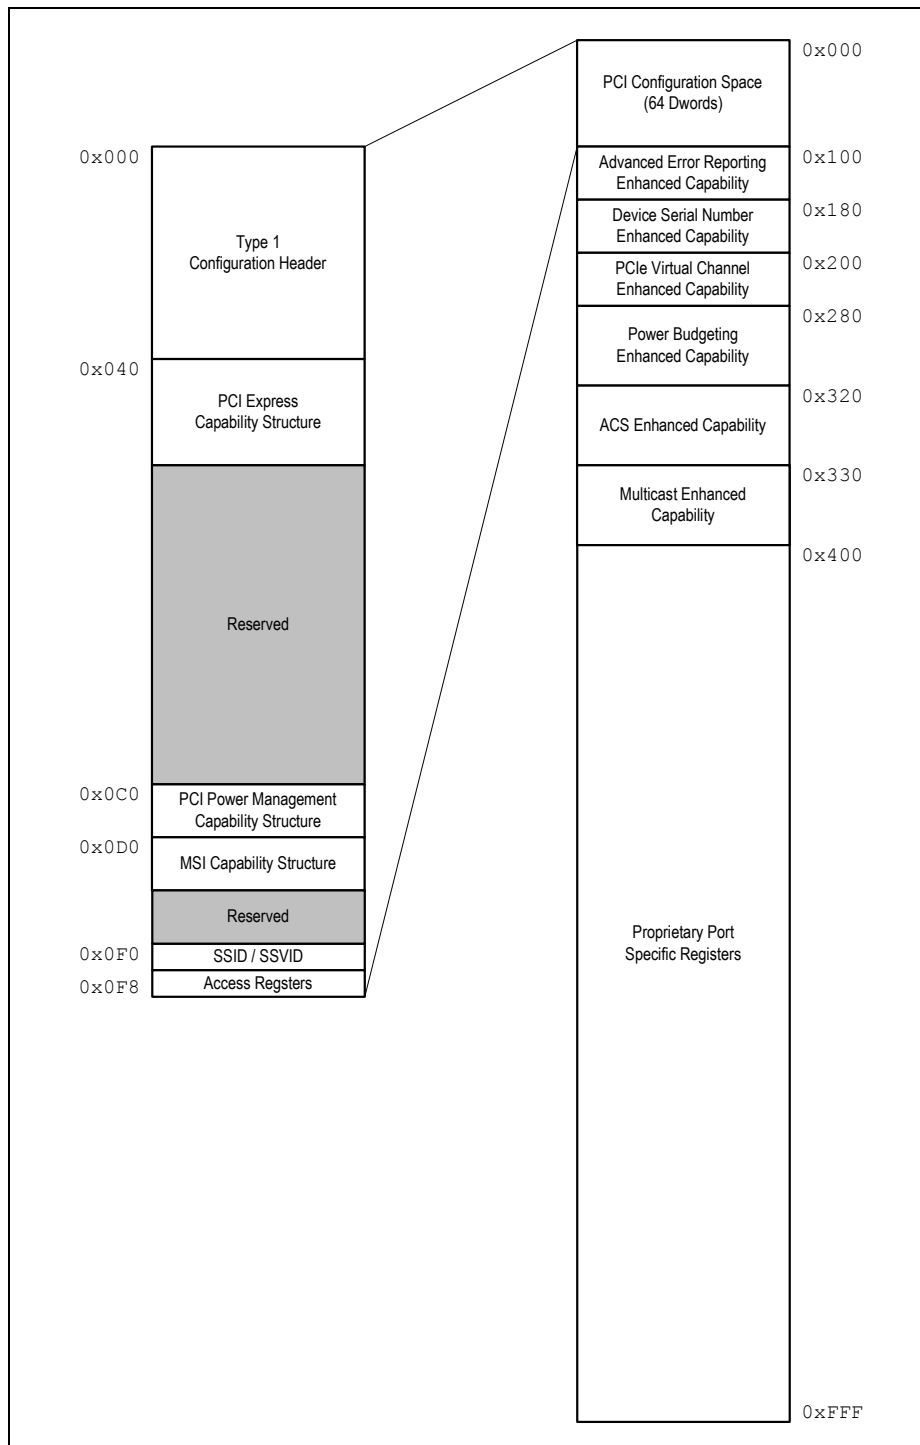 0x000
Type 1
Configuration Header
0x040
PCI Express
Capability Structure
Reserved
0x0C0
PCI Power Management
Capability Structure
0x0D0
MSI Capability Structure
Reserved
0x0F0
SSID / SSVID
0x0F8
Access Regsters
0x000
PCI Configuration Space
(64 Dwords)
0x100
Advanced Error Reporting
Enhanced Capability
0x180
Device Serial Number
Enhanced Capability
0x200
PCIe Virtual Channel
Enhanced Capability
0x280
Power Budgeting
Enhanced Capability
0x320
ACS Enhanced Capability
0x330
Multicast Enhanced
Capability
0x400
Proprietary Port
Specific Registers
0xFFF